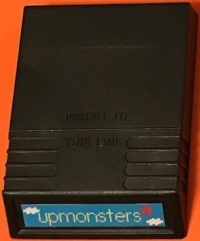 INSERT TO
THIS LINE
upmonsters